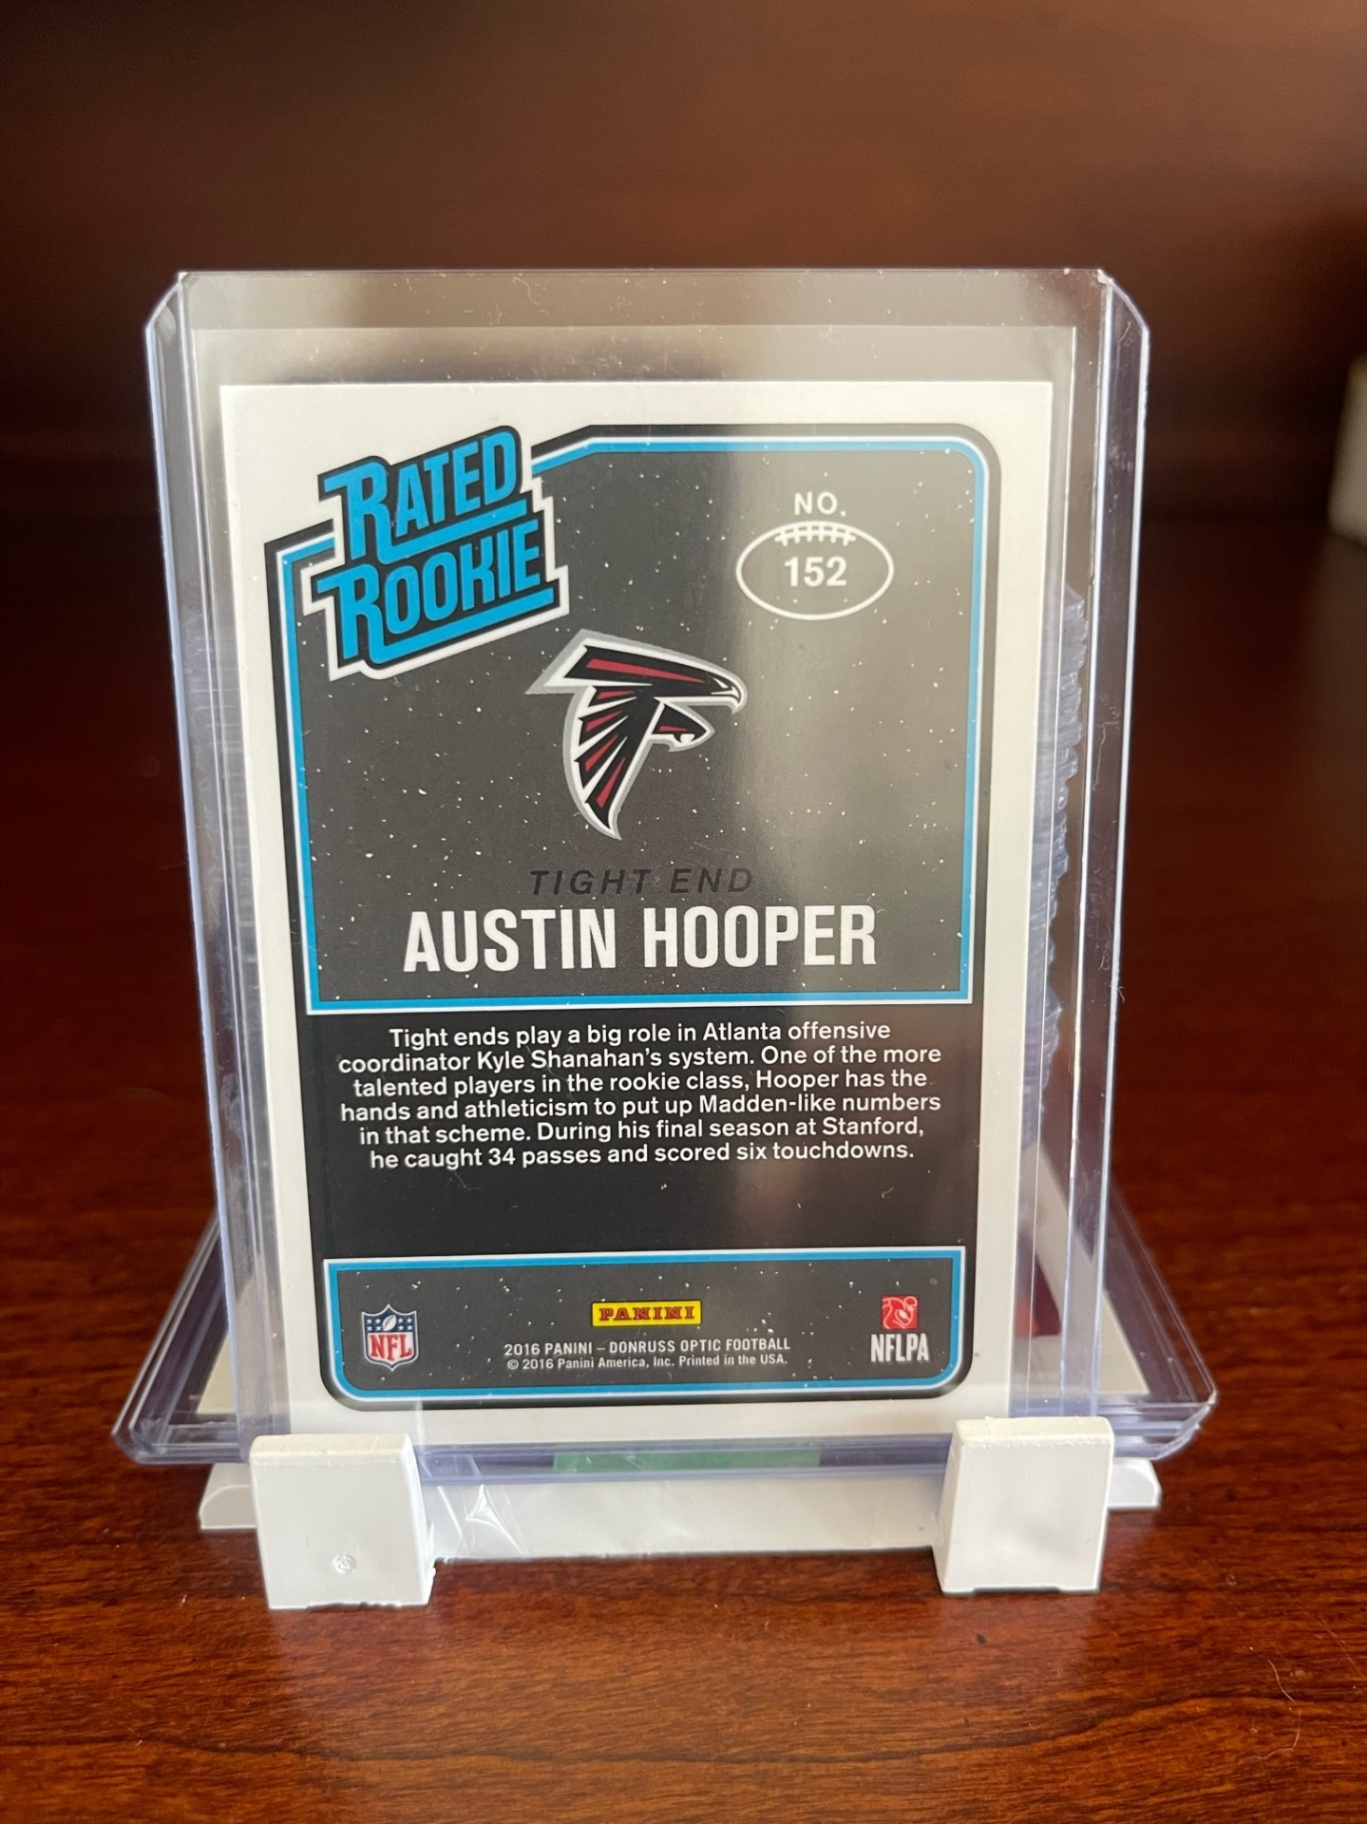 RATED
ROOKIE
NO.
152
TIGHT END
AUSTIN HOOPER
Tight ends play a big role in Atlanta offensive
coordinator Kyle Shanahan's system. One of the more
talented players in the rookie class, Hooper has the
hands and athleticism to put up Madden-like numbers
in that scheme. During his final season at Stanford,
he caught 34 passes and scored six touchdowns.
NFL
PANINI
2016 PANINI – DONRUSS OPTIC FOOTBALL
© 2016 Panini America, Inc. Printed in the USA.
NFLPA